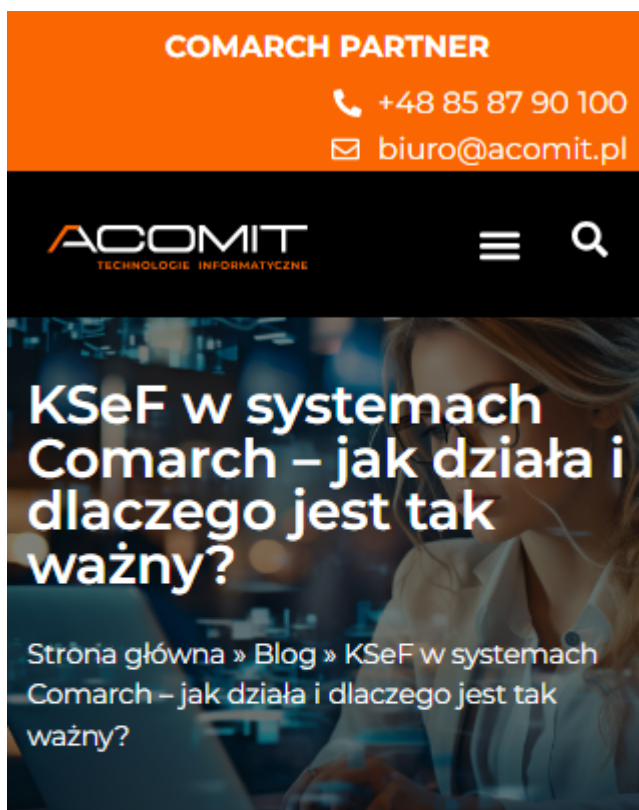 COMARCH PARTNER
+48 85 87 90 100
biuro@acomit.pl
ACOMIT
TECHNOLOGIE INFORMATYCZNE
KSeF w systemach
Comarch – jak działa i
dlaczego jest tak
ważny?
Strona główna » Blog » KSeF w systemach
Comarch – jak działa i dlaczego jest tak
ważny?